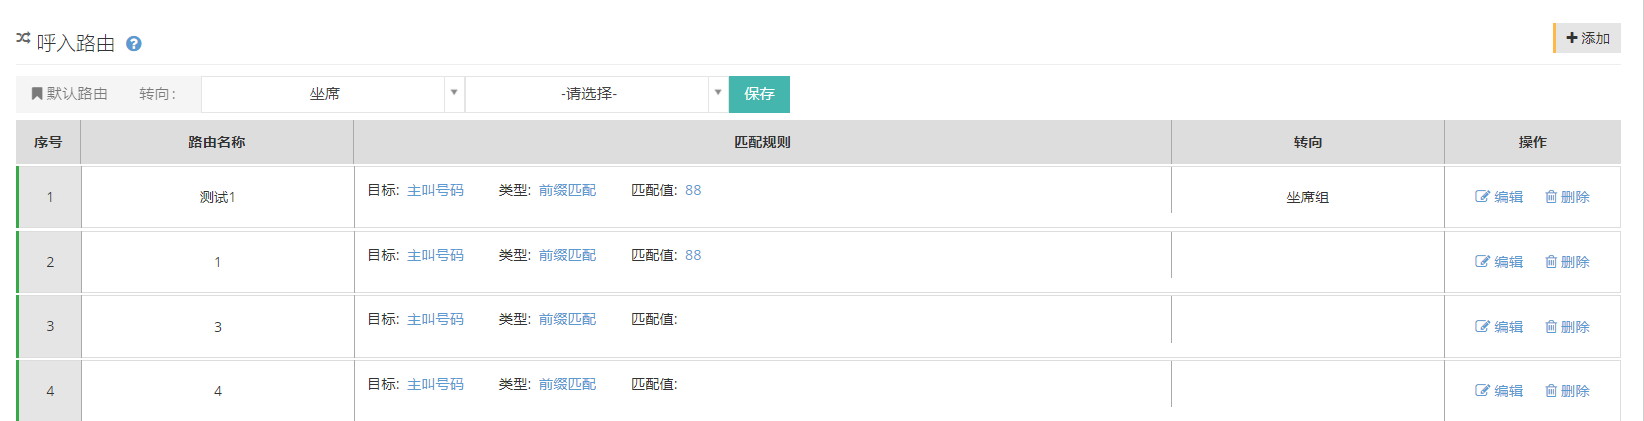 呼入路由
添加
默认路由 转向： 坐席 -请选择- 保存
序号 路由名称 匹配规则 转向 操作
1 测试1 目标: 主叫号码 类型: 前缀匹配 匹配值: 88 坐席组 编辑 删除
2 1 目标: 主叫号码 类型: 前缀匹配 匹配值: 88 编辑 删除
3 3 目标: 主叫号码 类型: 前缀匹配 匹配值: 编辑 删除
4 4 目标: 主叫号码 类型: 前缀匹配 匹配值: 编辑 删除